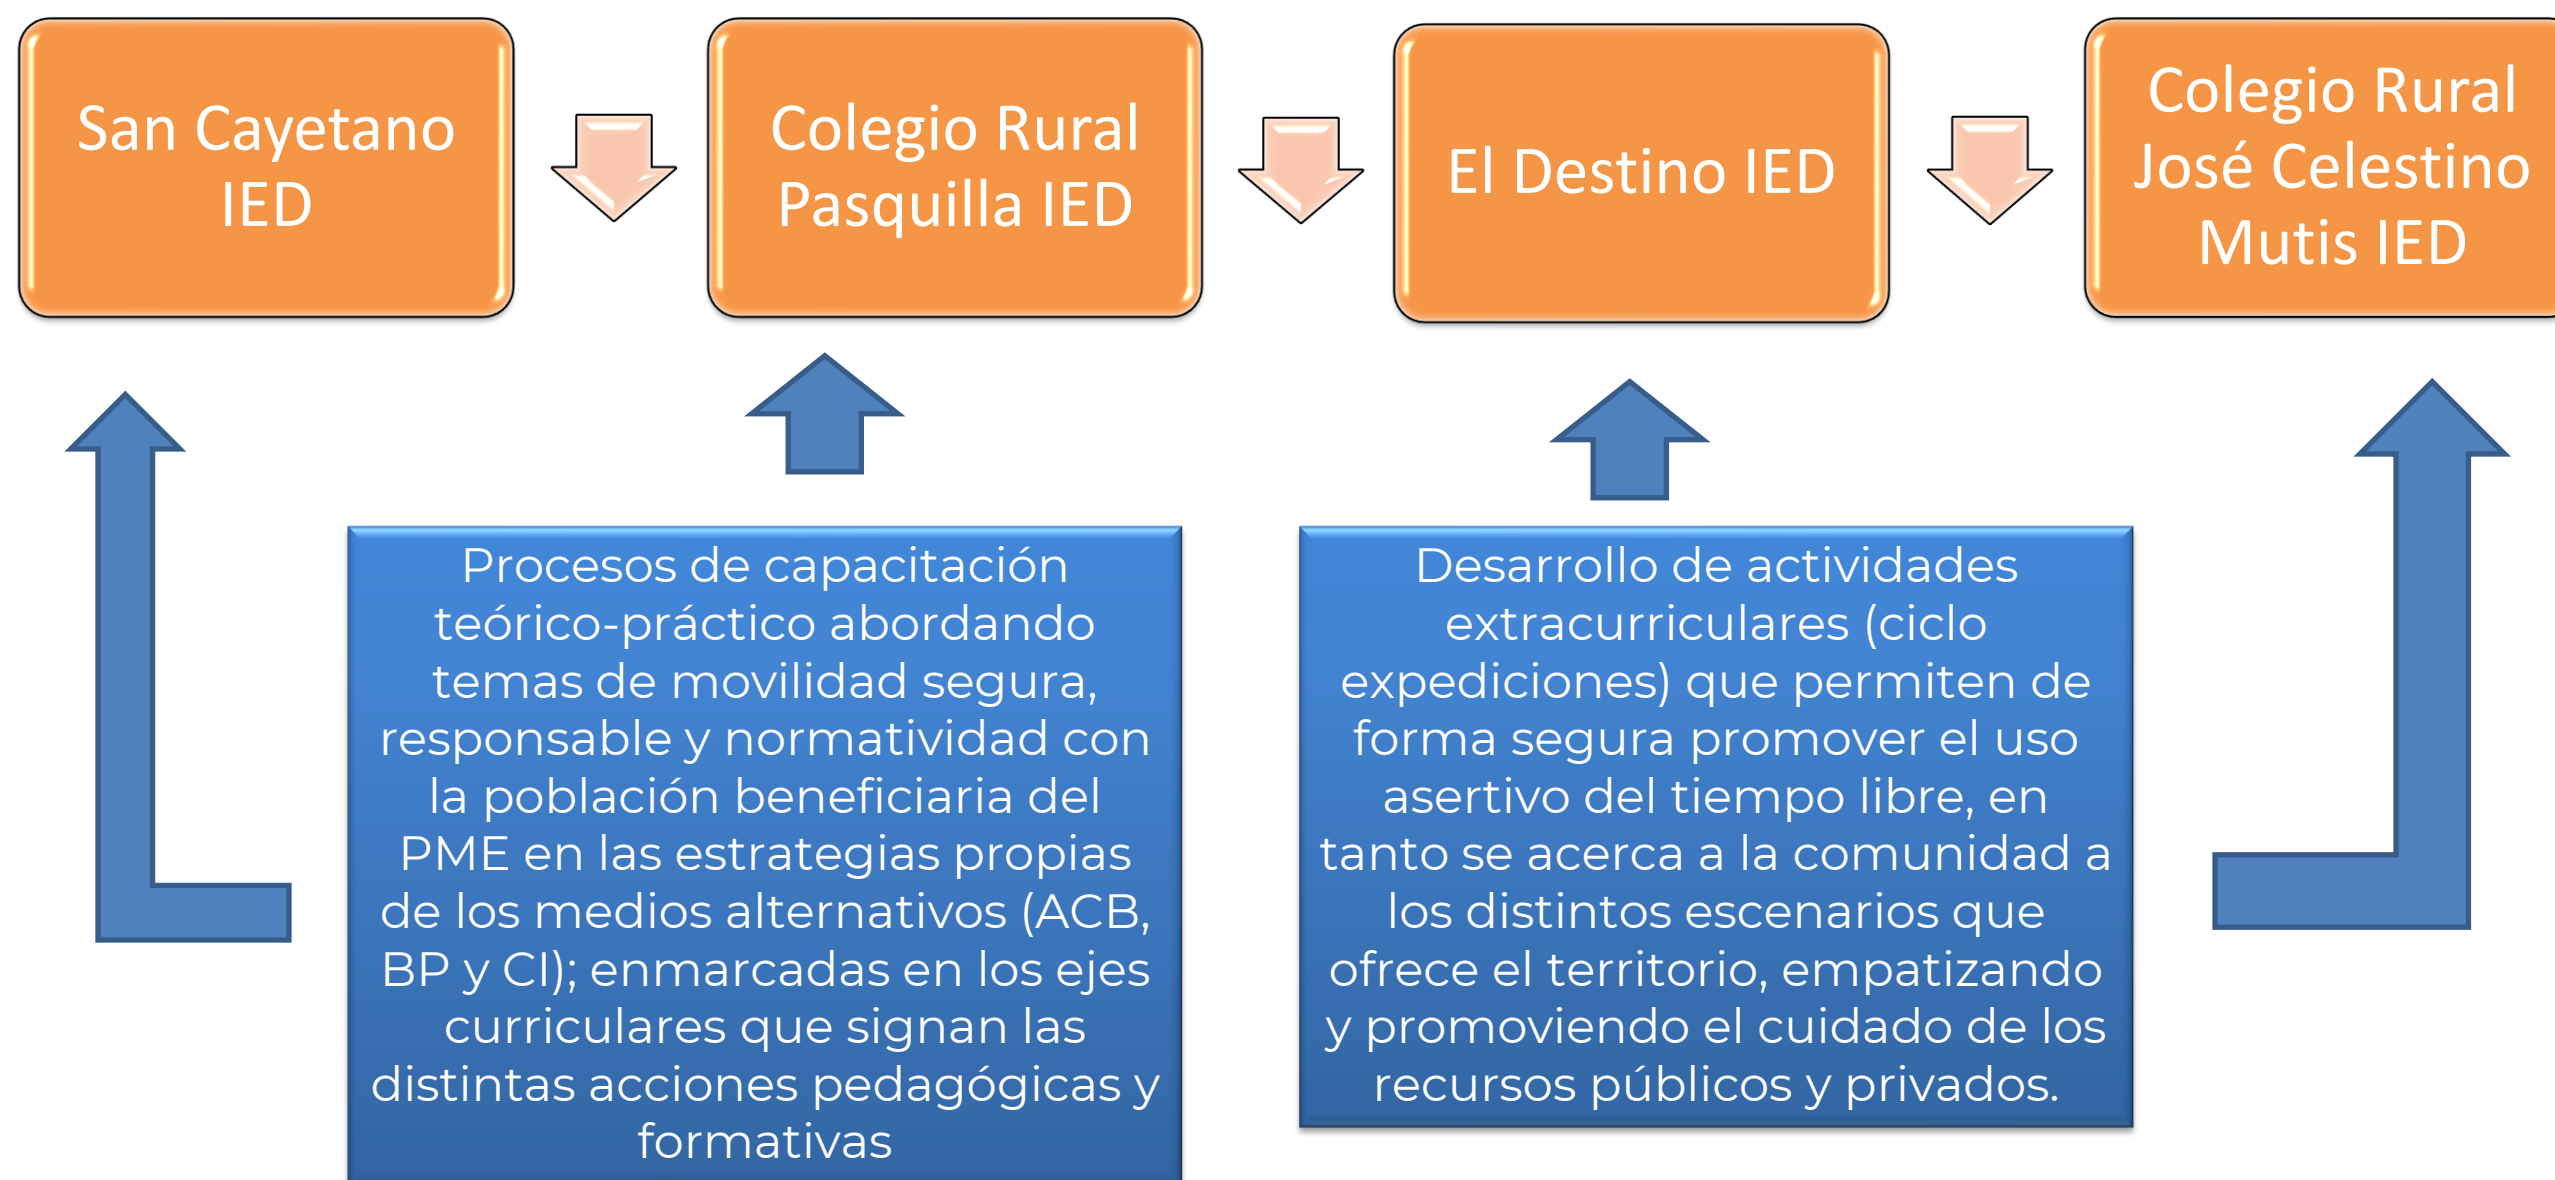 San Cayetano
IED
Colegio Rural
Pasquilla IED
El Destino IED
Colegio Rural
José Celestino
Mutis IED
Procesos de capacitación
teórico-práctico abordando
temas de movilidad segura,
responsable y normatividad con
la población beneficiaria del
PME en las estrategias propias
de los medios alternativos (ACB,
BP y CI); enmarcadas en los ejes
curriculares que signan las
distintas acciones pedagógicas y
formativas
Desarrollo de actividades
extracurriculares (ciclo
expediciones) que permiten de
forma segura promover el uso
asertivo del tiempo libre, en
tanto se acerca a la comunidad a
los distintos escenarios que
ofrece el territorio, empatizando
y promoviendo el cuidado de los
recursos públicos y privados.